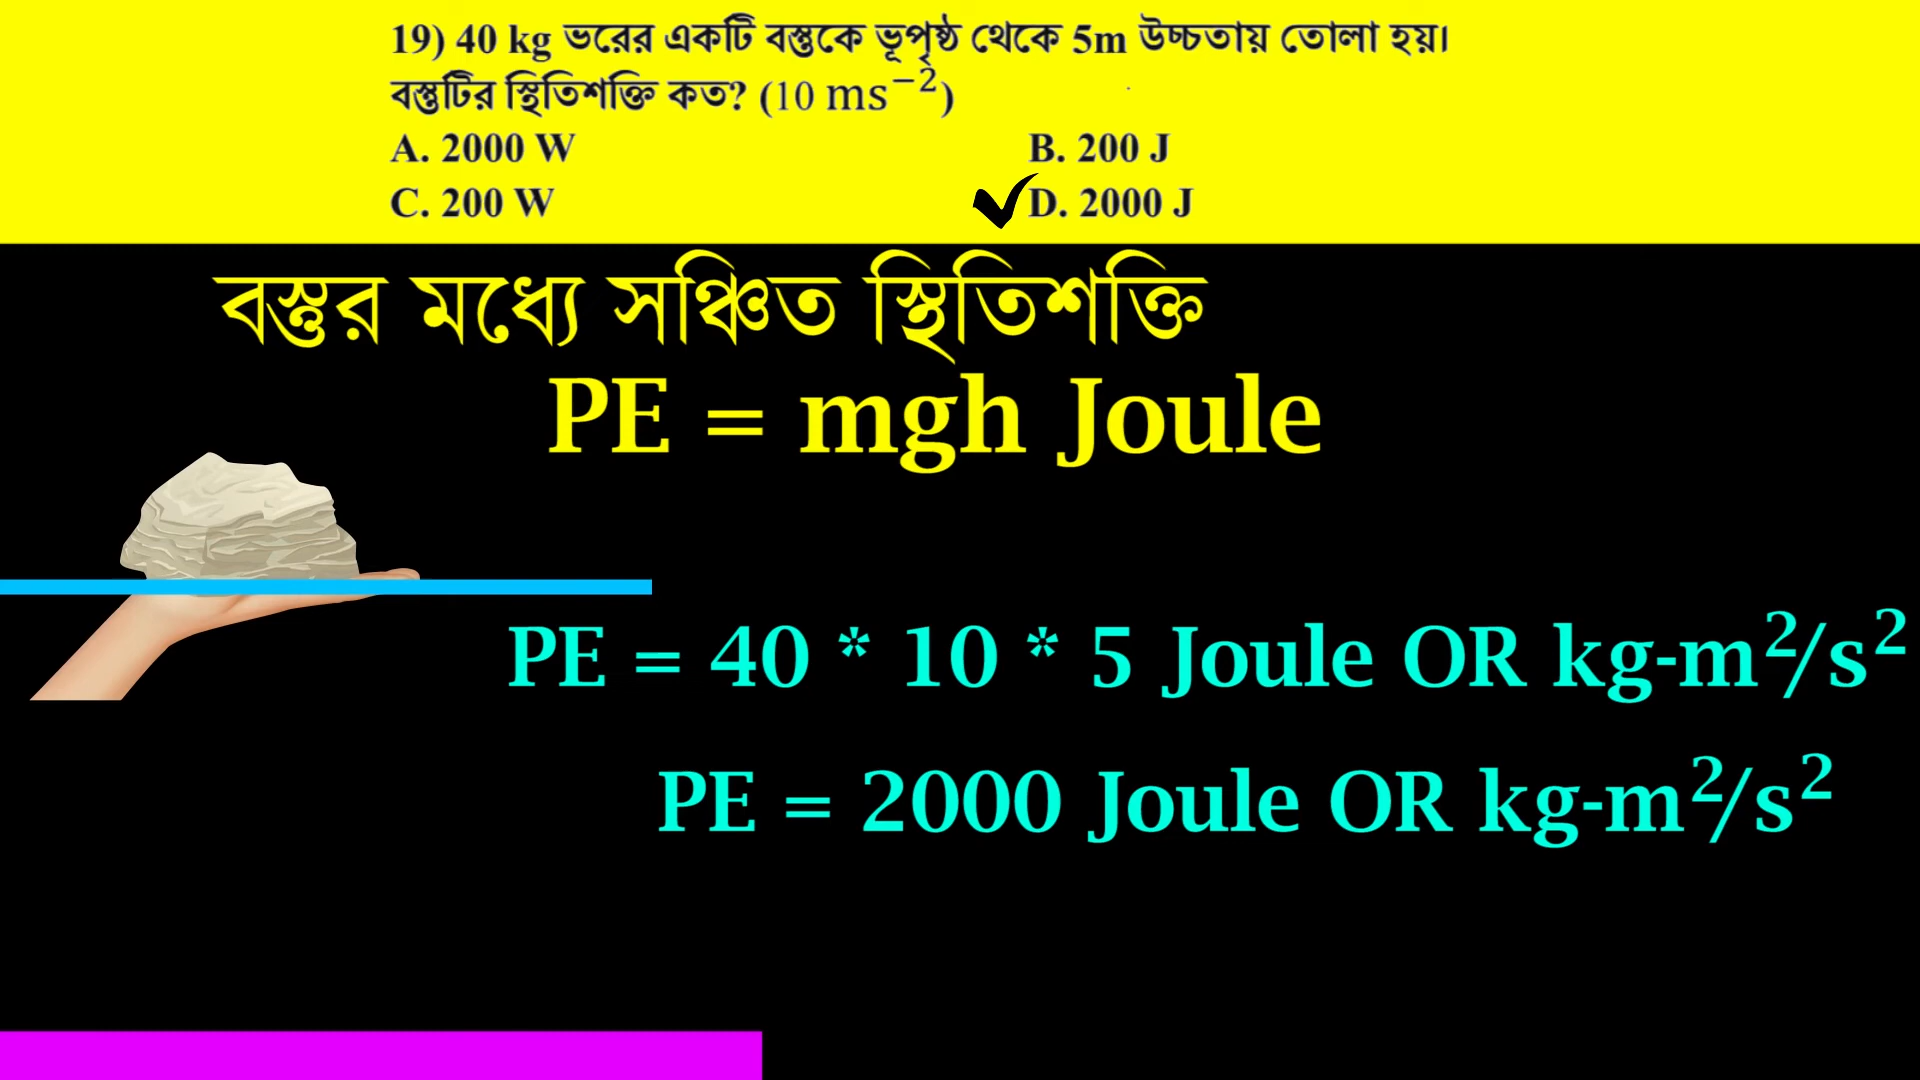 19) 40 kg ভরের একটি বস্তুকে ভূপৃষ্ঠ থেকে 5m উচ্চতায় তোলা হয়।
বস্তুটির স্থিতিশক্তি কত? (10 ms⁻²)
A. 2000 W B. 200 J
C. 200 W ✔D. 2000 J
বস্তুর মধ্যে সঞ্চিত স্থিতিশক্তি
PE = mgh Joule
PE = 40 * 10 * 5 Joule OR kg-m²/s²
PE = 2000 Joule OR kg-m²/s²